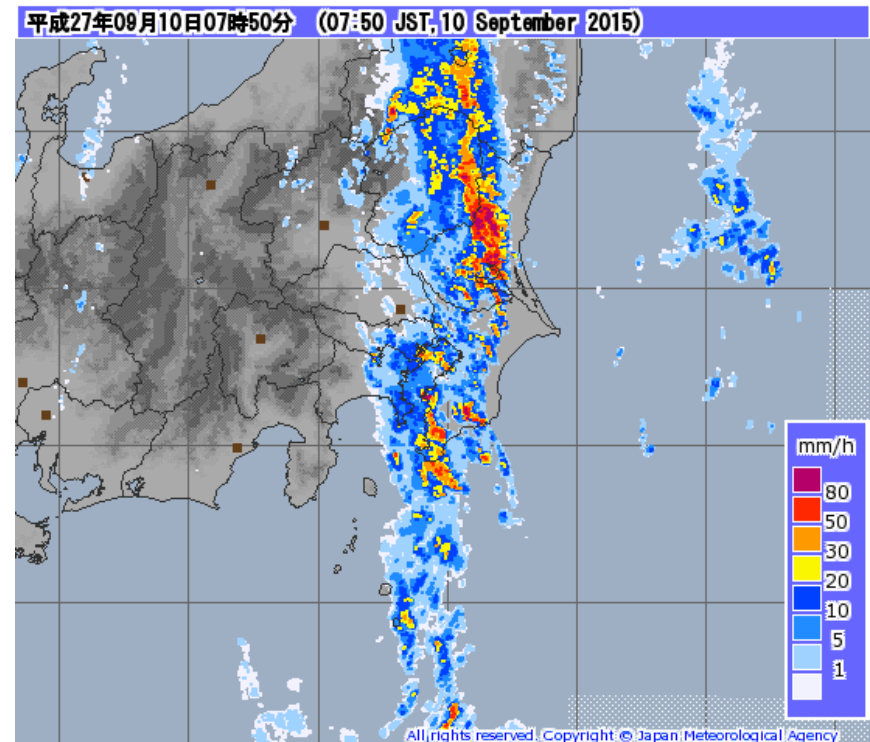 平成27年09月10日07時50分 (07:50 JST, 10 September 2015)
mm/h
80
50
30
20
10
5
1
All rights reserved. Copyright © Japan Meteorological Agency